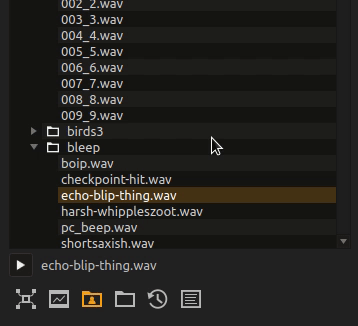 002_2.wav
003_3.wav
004_4.wav
005_5.wav
006_6.wav
007_7.wav
008_8.wav
009_9.wav
birds3
bleep
boip.wav
checkpoint-hit.wav
echo-blip-thing.wav
harsh-whippleszoot.wav
pc_beep.wav
shortsaxish.wav
echo-blip-thing.wav